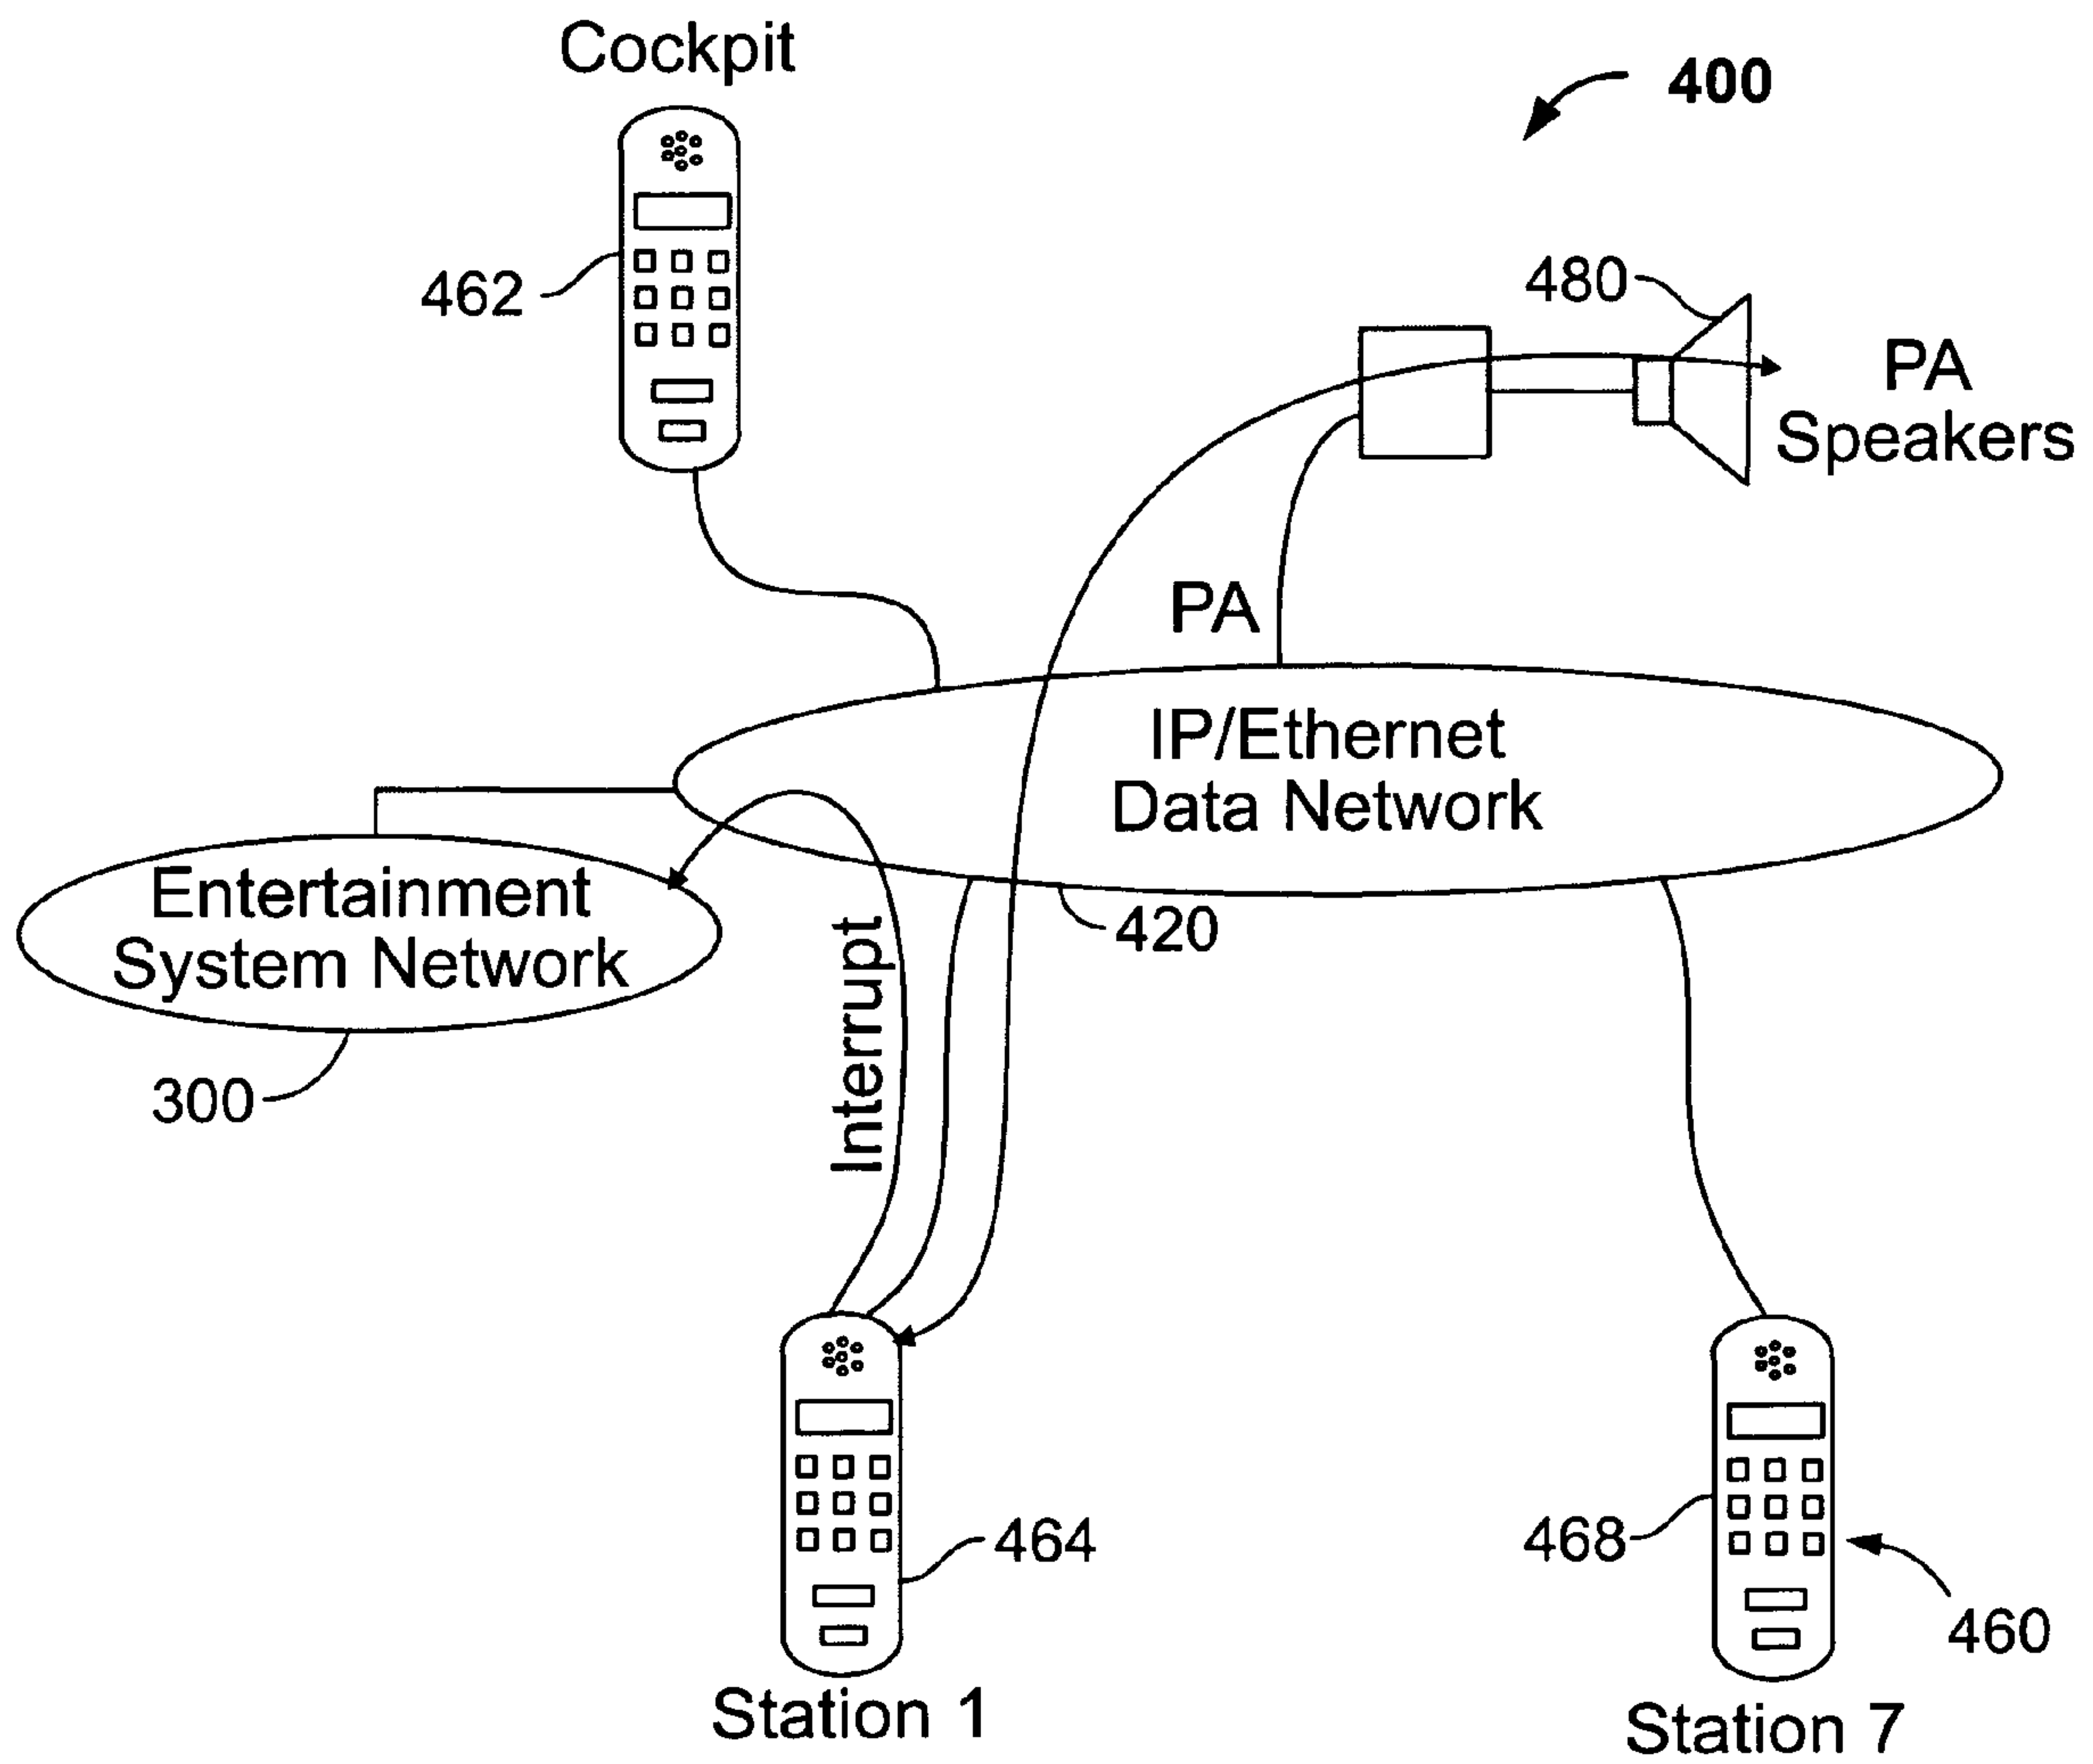 Cockpit
400
462
480
PA
Speakers
PA
IP/Ethernet
Data Network
Entertainment
System Network
420
Interrupt
300
464
468
460
Station 1
Station 7